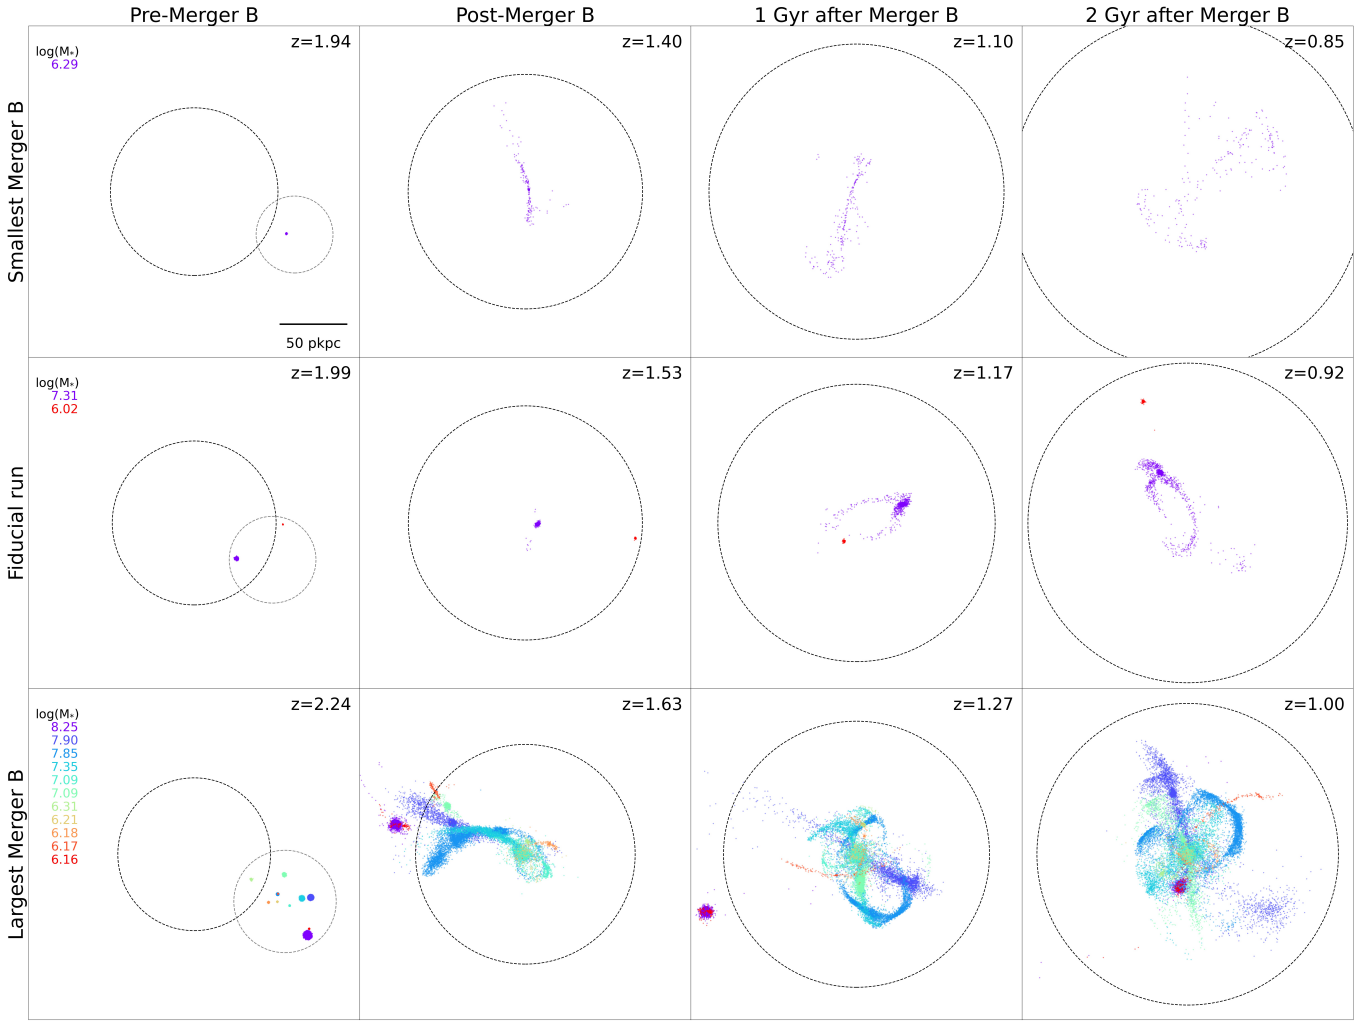 Pre-Merger B
Post-Merger B
1 Gyr after Merger B
2 Gyr after Merger B
Smallest Merger B
log(M*)
6.29
z=1.94
50 pkpc
z=1.40
z=1.10
z=0.85
Fiducial run
log(M*)
7.31
6.02
z=1.99
z=1.53
z=1.17
z=0.92
Largest Merger B
log(M*)
8.25
7.90
7.85
7.35
7.09
7.09
6.31
6.21
6.18
6.17
6.16
z=2.24
z=1.63
z=1.27
z=1.00